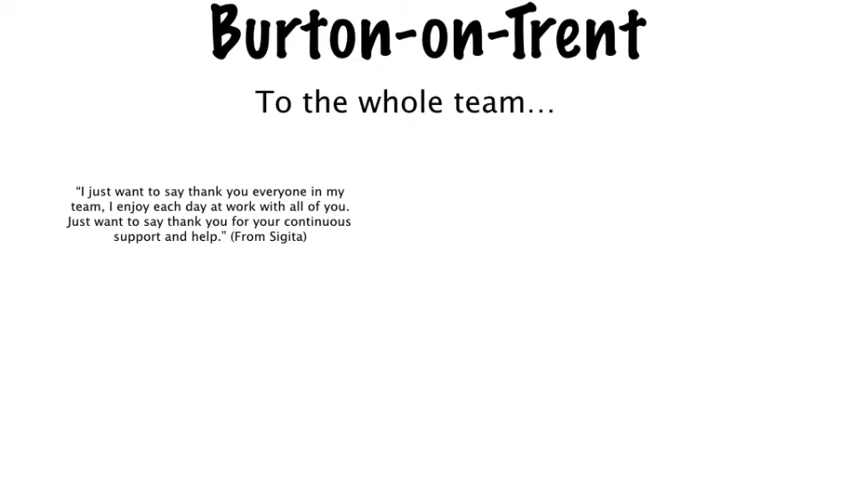 Burton-on-Trent
To the whole team…
“I just want to say thank you everyone in my
team, I enjoy each day at work with all of you.
Just want to say thank you for your continuous
support and help.” (From Sigita)